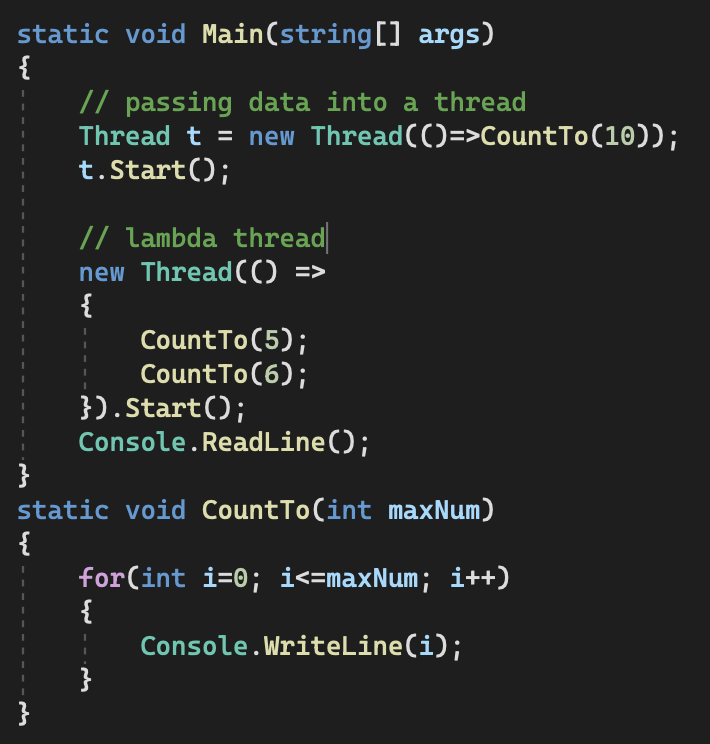 static void Main(string[] args)
{
    // passing data into a thread
    Thread t = new Thread(()=>CountTo(10));
    t.Start();

    // lambda thread
    new Thread(() =>
    {
        CountTo(5);
        CountTo(6);
    }).Start();
    Console.ReadLine();
}
static void CountTo(int maxNum)
{
    for(int i=0; i<=maxNum; i++)
    {
        Console.WriteLine(i);
    }
}